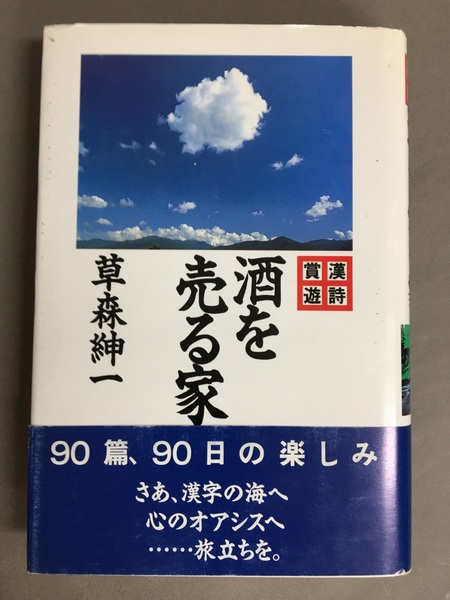 漢詩
賞遊
酒を
売る家
草森紳一
90篇、90日の楽しみ
さあ、漢字の海へ
心のオアシスへ
……旅立ちを。